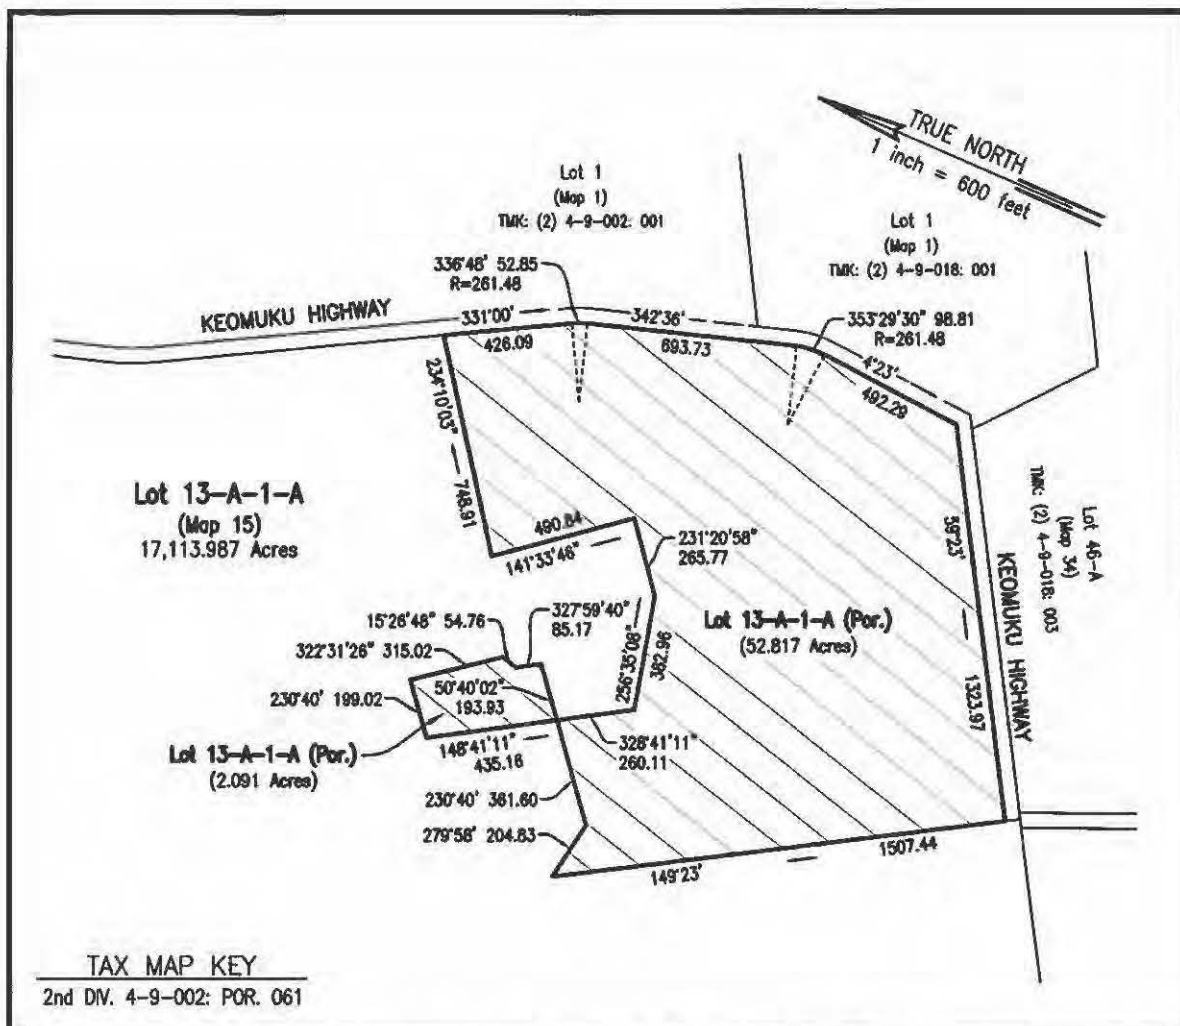 TRUE NORTH
1 inch = 600 feet
Lot 1
(Map 1)
TMK: (2) 4-9-002: 001
Lot 1
(Map 1)
TMK: (2) 4-9-018: 001
336°48' 52.85
R=261.48
KEOMUKU HIGHWAY
331°00'
426.09
342°36'
693.73
353°29'30" 98.81
R=261.48
4°23'
492.29
234°10'03"
748.91
Lot 13-A-1-A
(Map 15)
17,113.987 Acres
490.84
141°33'46"
231°20'58"
265.77
59°23'
1323.97
KEOMUKU HIGHWAY
Lot 46-A
(Map 34)
TMK: (2) 4-9-018: 003
Lot 13-A-1-A (Por.)
(52.817 Acres)
15°26'48" 54.76
327°59'40"
85.17
322°31'26" 315.02
256°35'08"
382.96
230°40' 199.02
50°40'02"
193.93
Lot 13-A-1-A (Por.)
(2.091 Acres)
148°41'11"
435.16
328°41'11"
260.11
230°40' 361.60
279°58' 204.83
149°23'
1507.44
TAX MAP KEY
2nd DIV. 4-9-002: POR. 061